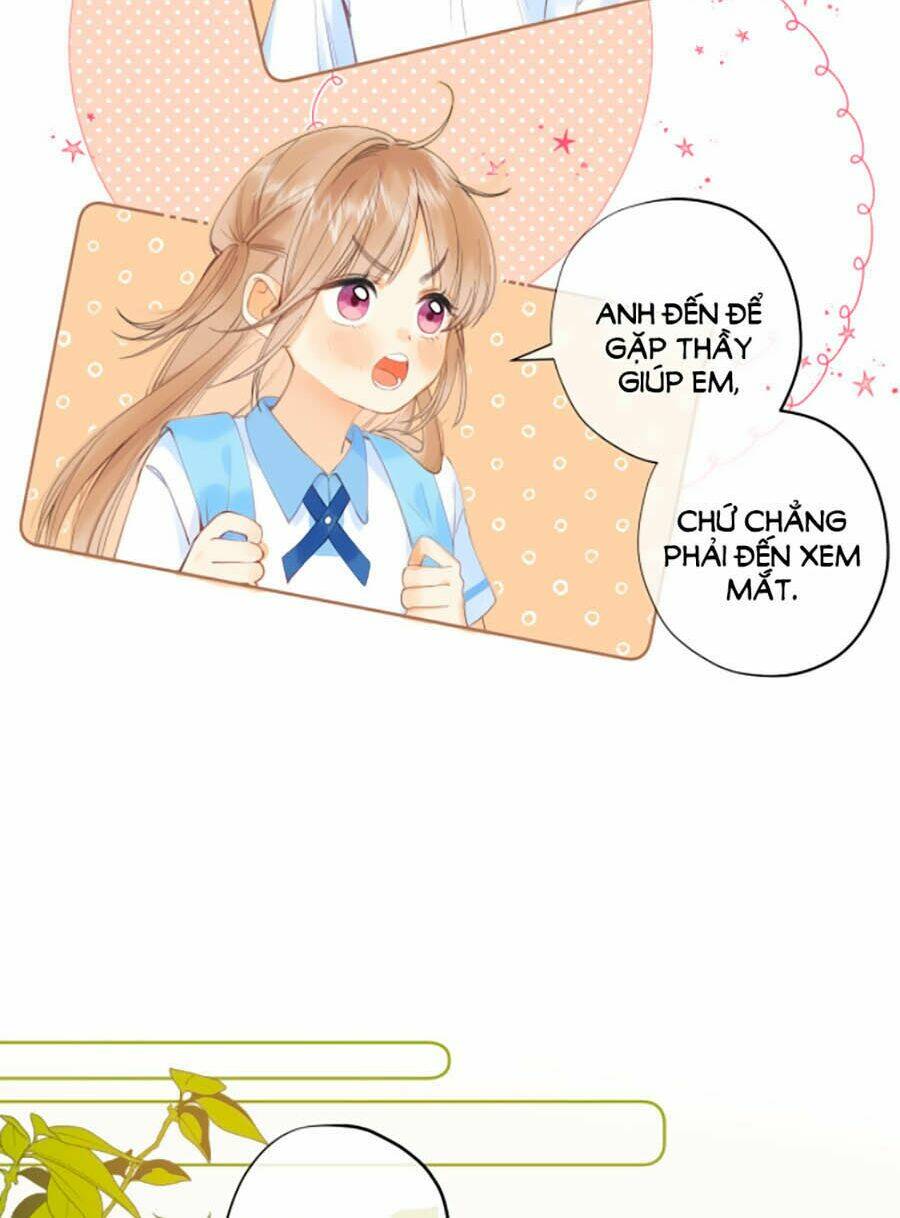 ANH ĐẾN ĐỂ
GẶP THẦY
GIÚP EM,
CHỨ CHẲNG
PHẢI ĐẾN XEM
MẮT.